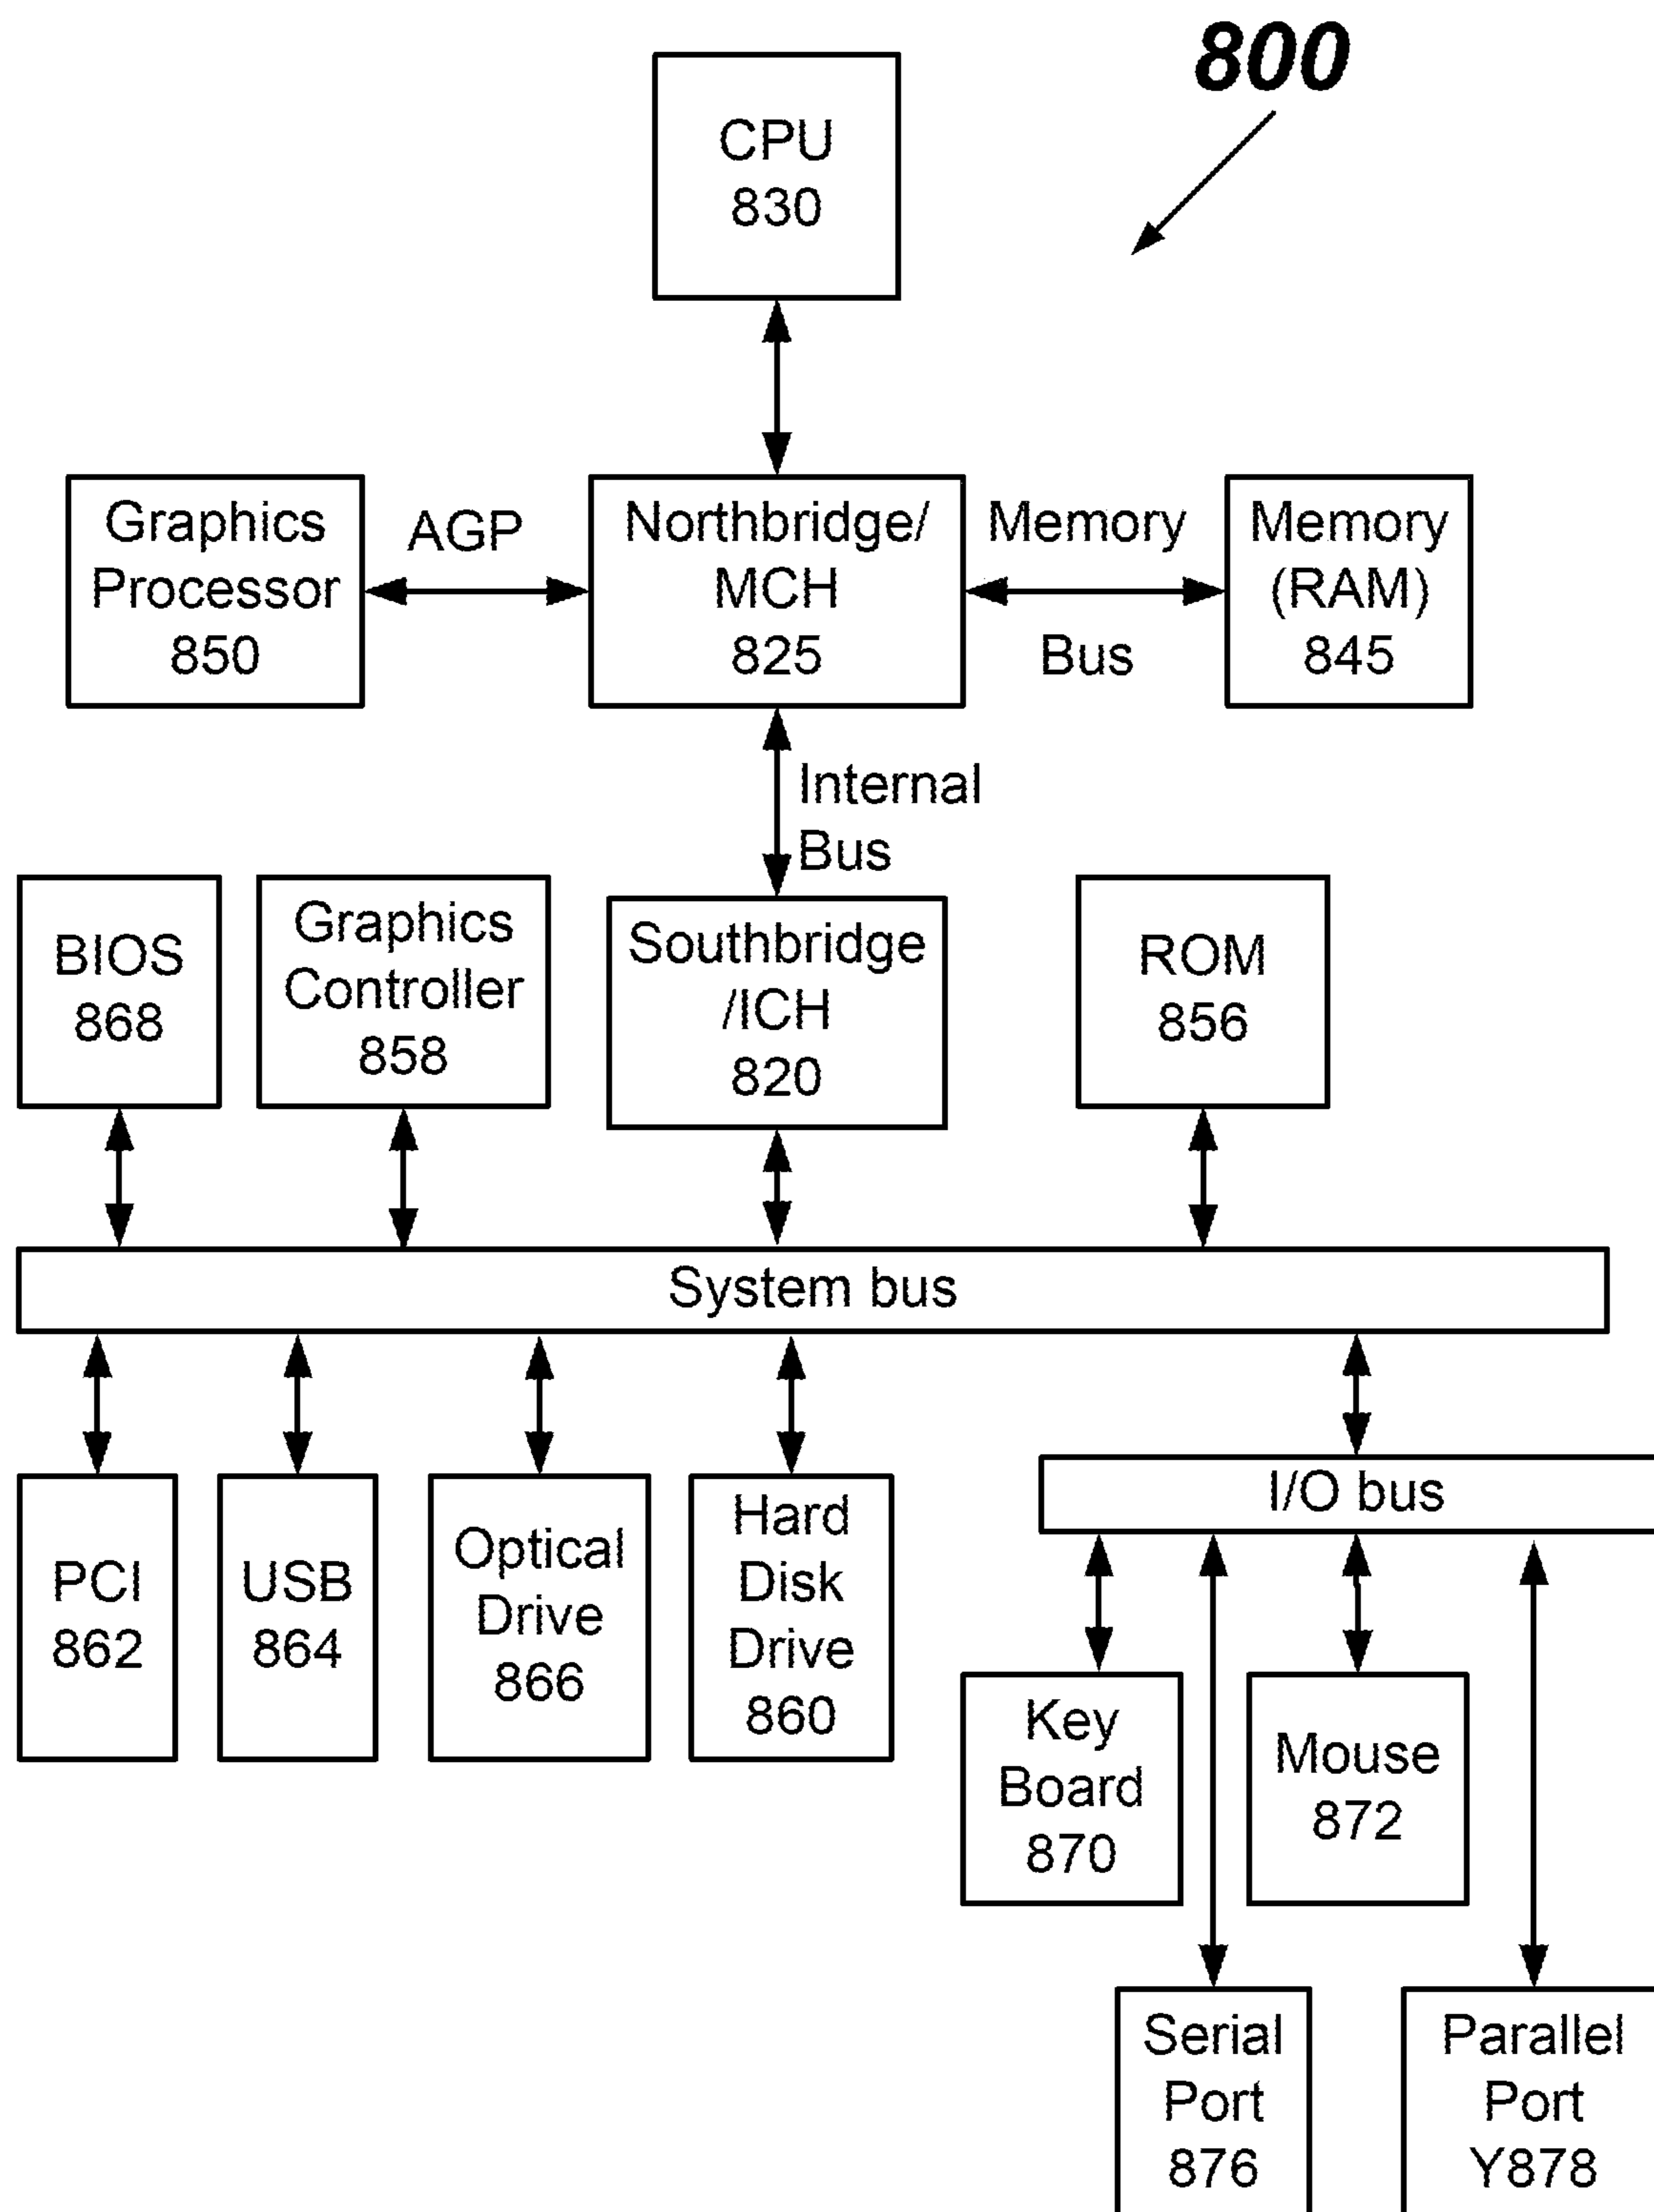 800
CPU
830
Graphics
Processor
850
AGP
Northbridge/
MCH
825
Memory
Bus
Memory
(RAM)
845
Internal
Bus
BIOS
868
Graphics
Controller
858
Southbridge
/ICH
820
ROM
856
System bus
PCI
862
USB
864
Optical
Drive
866
Hard
Disk
Drive
860
I/O bus
Key
Board
870
Mouse
872
Serial
Port
876
Parallel
Port
Y878